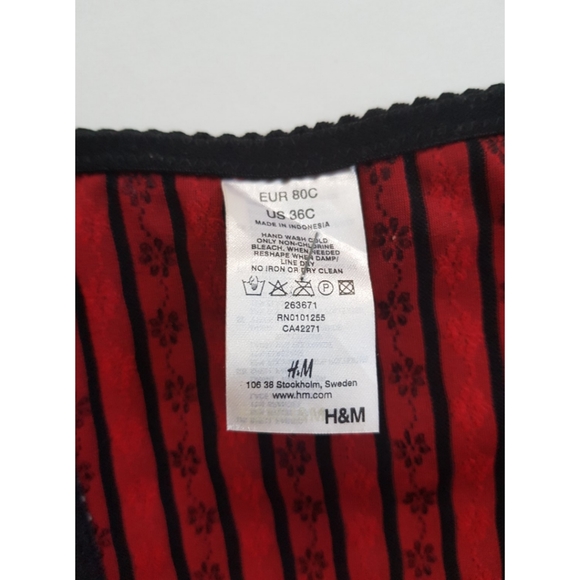 EUR 80C
US 36C
MADE IN INDONESIA
HAND WASH COLD
ONLY NON-CHLORINE
BLEACH, WHEN NEEDED
RESHAPE WHEN DAMP/
LINE DRY
NO IRON OR DRY CLEAN
P
263671
RN0101255
CA42271
H&M
106 38 Stockholm, Sweden
www.hm.com
H&M